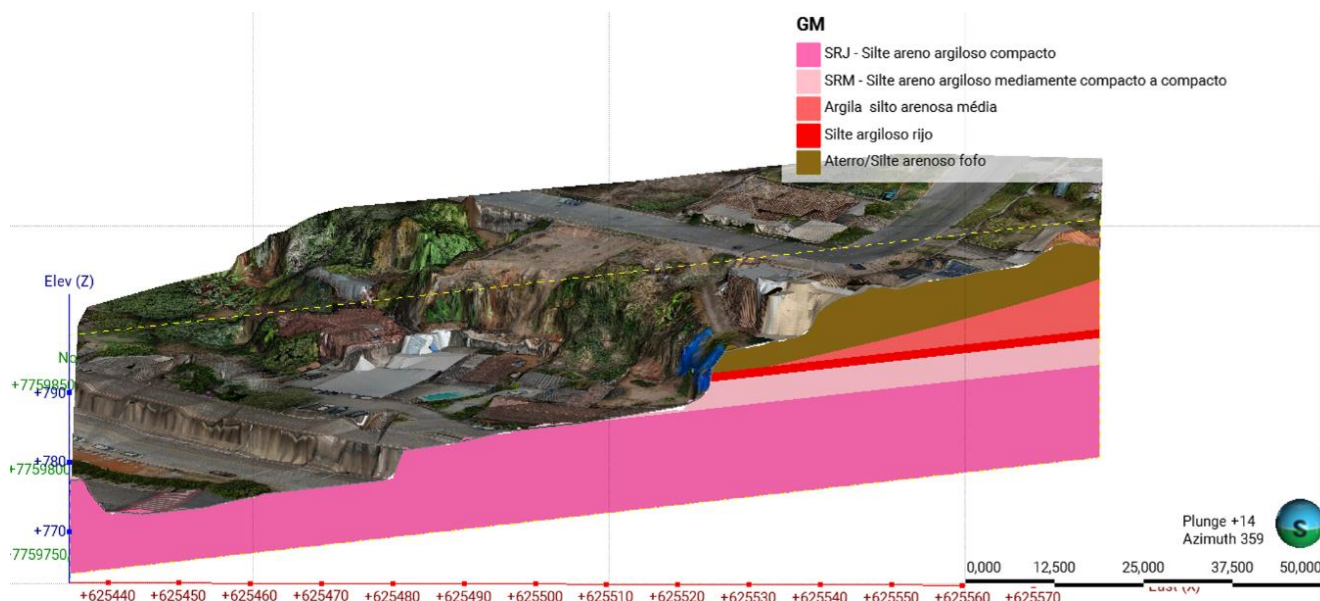 GM
SRJ - Silte areno argiloso compacto
SRM - Silte areno argiloso mediamente compacto a compacto
Argila silto arenosa média
Silte argiloso rijo
Aterro/Silte arenoso fofo
Elev (Z)
+7759850
+790
+780
+7759800
+770
7759750
Plunge +14
Azimuth 359
S
0,000 12,500 25,000 37,500 50,000
East (X)
+625440 +625450 +625460 +625470 +625480 +625490 +625500 +625510 +625520 +625530 +625540 +625550 +625560 +625570